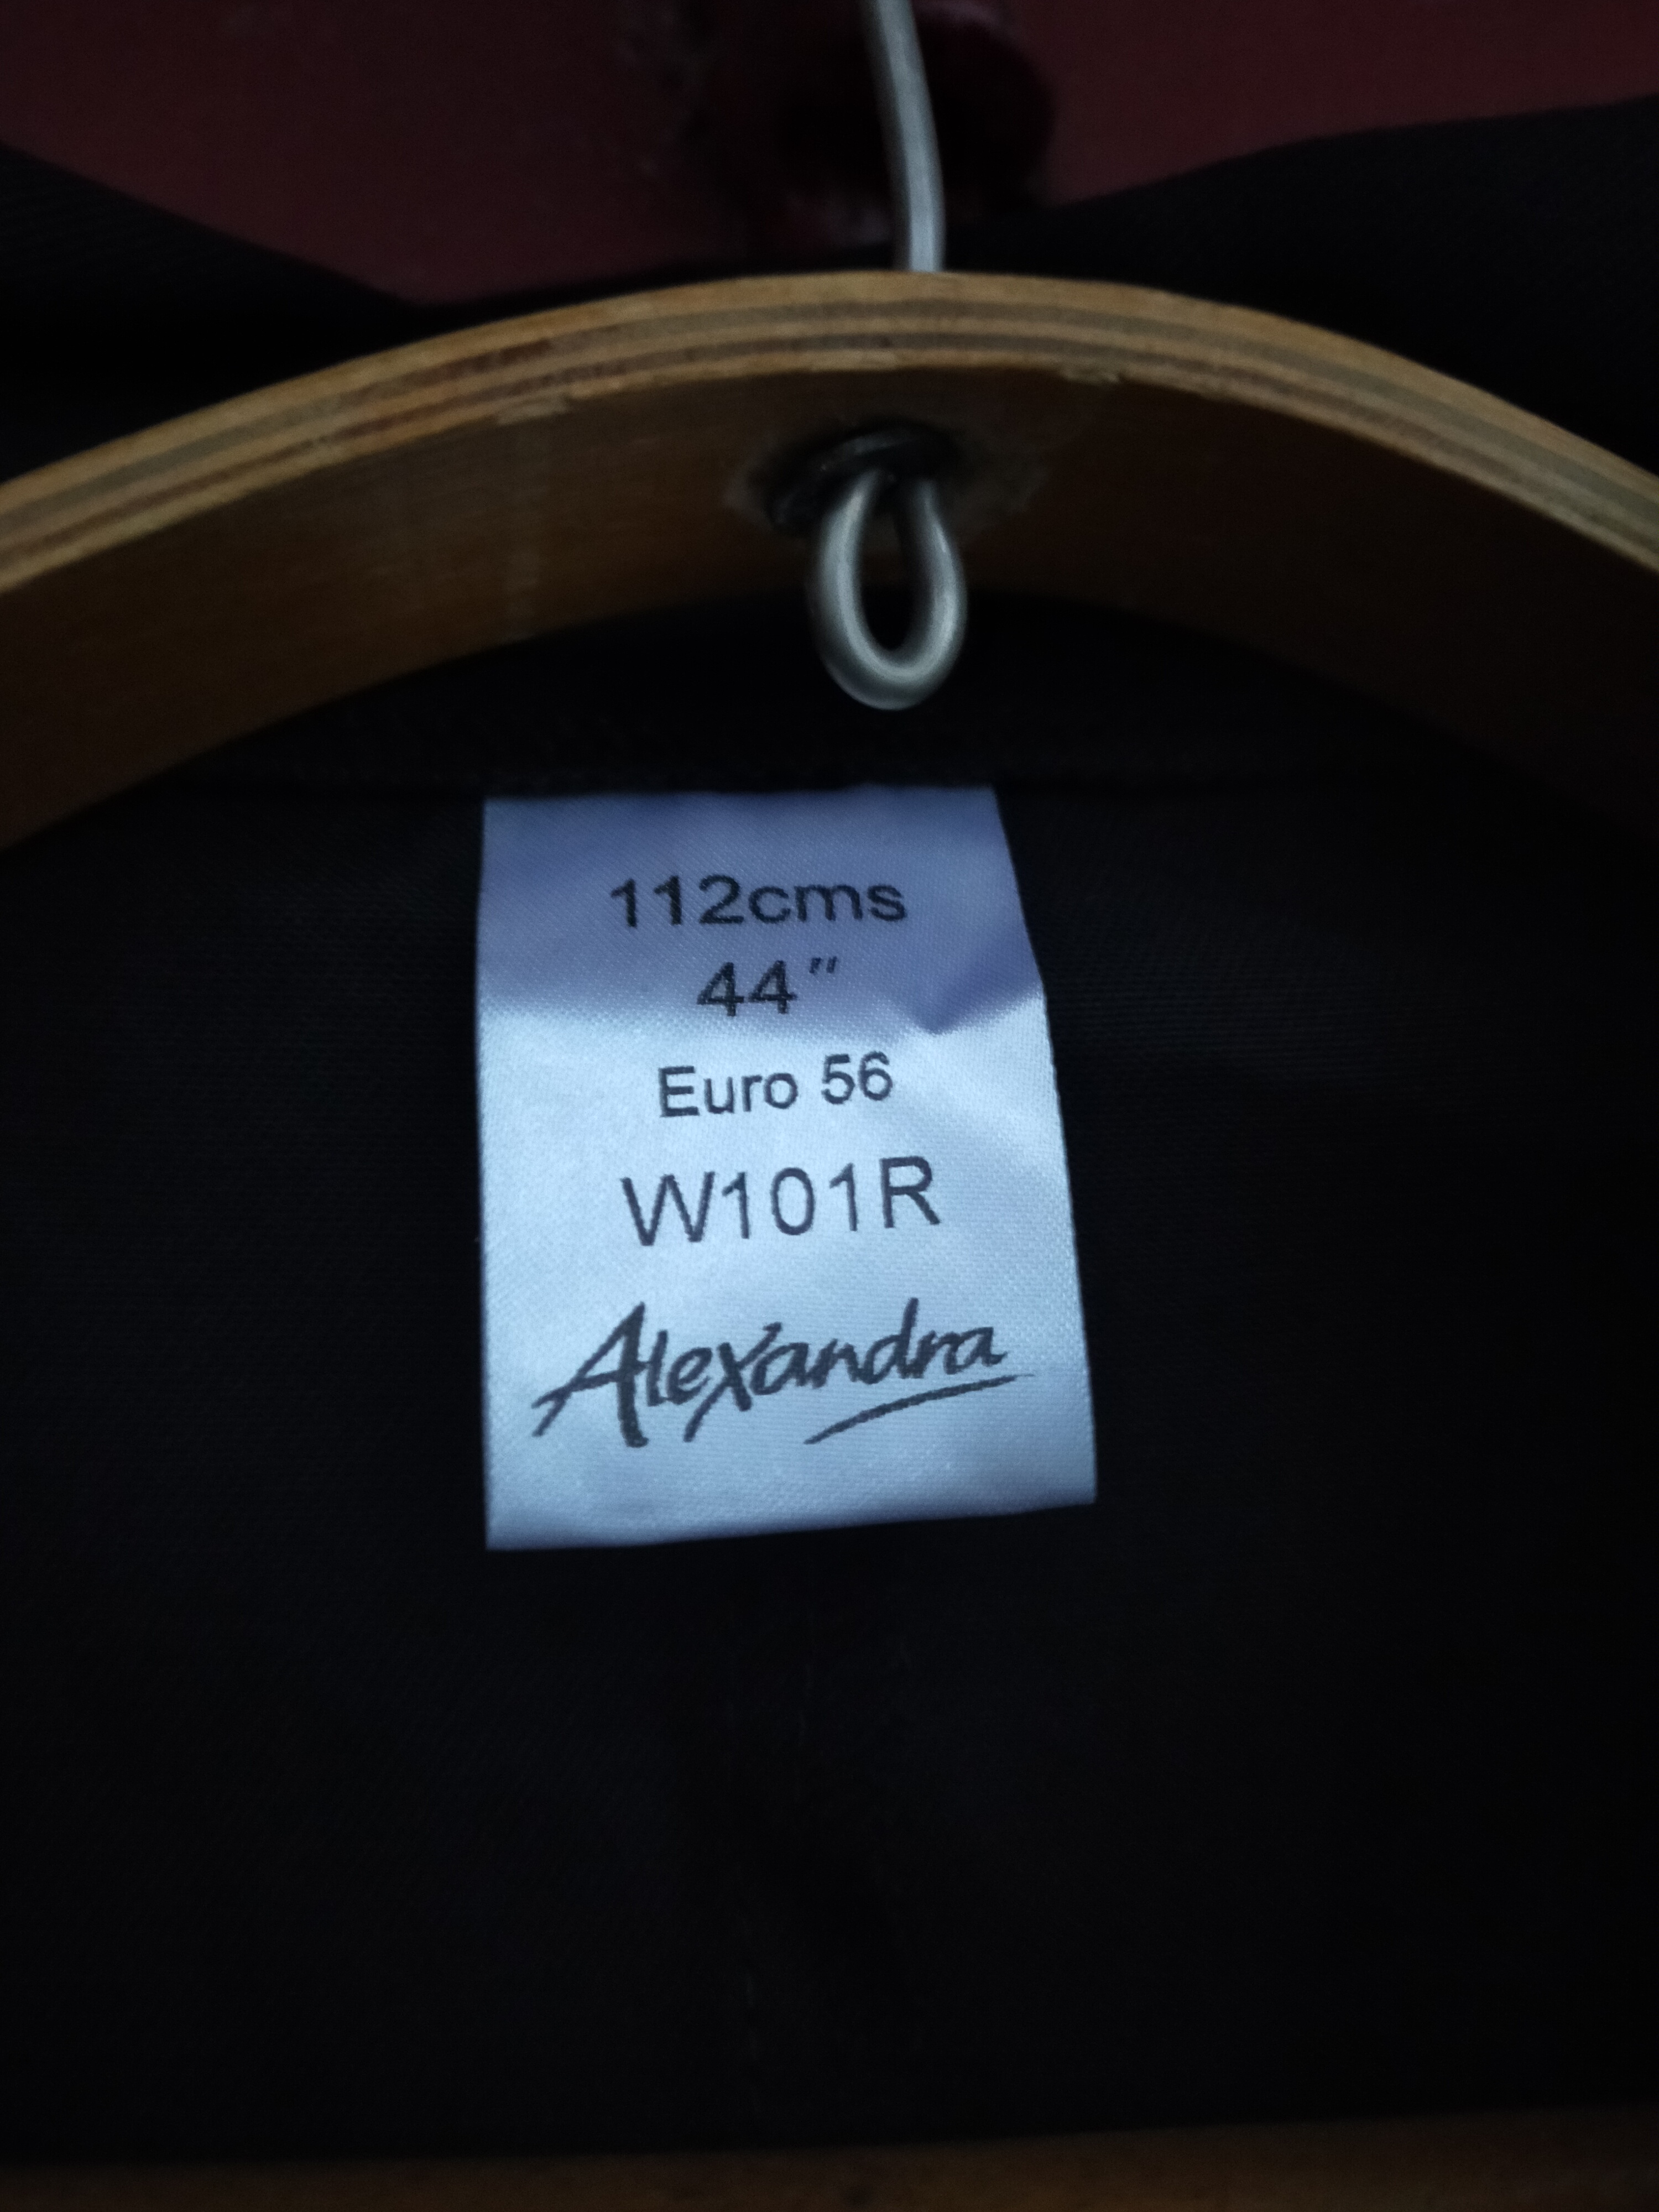 112cms
44"
Euro 56
W101R
Alexandra